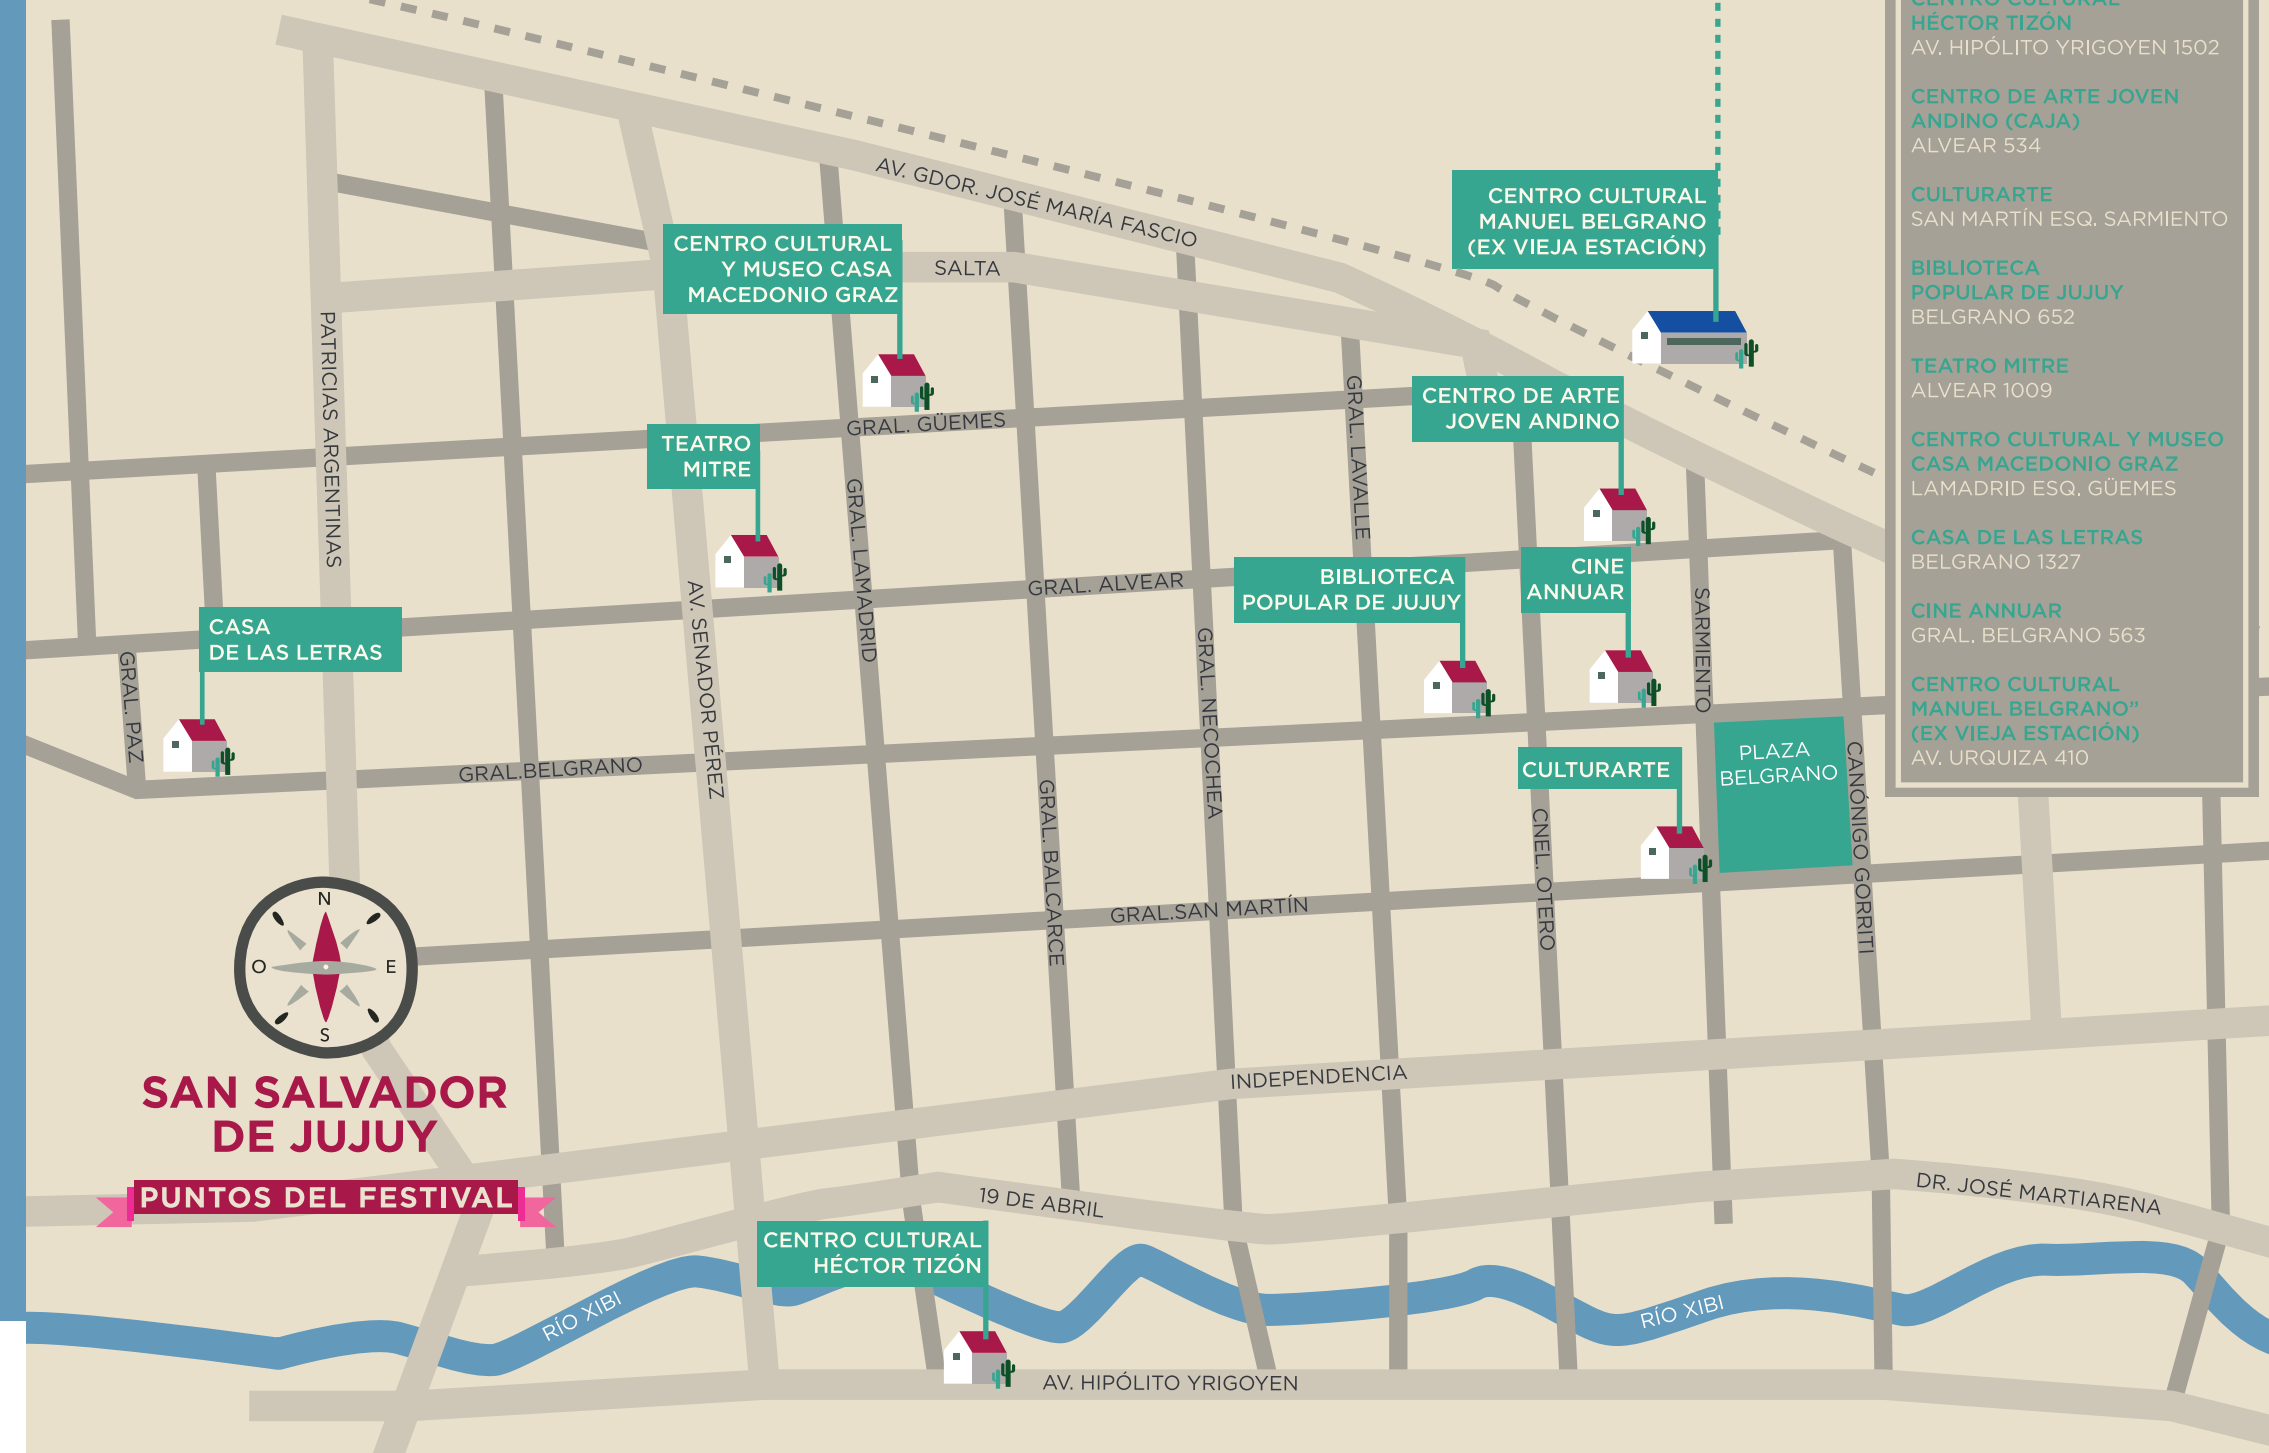 CENTRO CULTURAL
HÉCTOR TIZÓN
AV. HIPÓLITO YRIGOYEN 1502
CENTRO DE ARTE JOVEN
ANDINO (CAJA)
ALVEAR 534
CULTURARTE
SAN MARTÍN ESQ. SARMIENTO
BIBLIOTECA
POPULAR DE JUJUY
BELGRANO 652
TEATRO MITRE
ALVEAR 1009
CENTRO CULTURAL Y MUSEO
CASA MACEDONIO GRAZ
LAMADRID ESQ. GÜEMES
CASA DE LAS LETRAS
BELGRANO 1327
CINE ANNUAR
GRAL. BELGRANO 563
CENTRO CULTURAL
MANUEL BELGRANO”
(EX VIEJA ESTACIÓN)
AV. URQUIZA 410
AV. GDOR. JOSÉ MARÍA FASCIO
CENTRO CULTURAL
MANUEL BELGRANO
(EX VIEJA ESTACIÓN)
CENTRO CULTURAL
Y MUSEO CASA
MACEDONIO GRAZ
SALTA
PATRICIAS ARGENTINAS
CENTRO DE ARTE
JOVEN ANDINO
GRAL. LAVALLE
GRAL. GÜEMES
TEATRO
MITRE
GRAL. LAMADRID
GRAL. ALVEAR
BIBLIOTECA
POPULAR DE JUJUY
CINE
ANNUAR
SARMIENTO
AV. SENADOR PÉREZ
CASA
DE LAS LETRAS
GRAL. PAZ
GRAL. NECOCHEA
GRAL.BELGRANO
PLAZA
BELGRANO
CANÓNIGO GORRITI
CULTURARTE
GRAL. BALCARCE
CNEL. OTERO
GRAL.SAN MARTÍN
N
O
E
S
INDEPENDENCIA
SAN SALVADOR
DE JUJUY
PUNTOS DEL FESTIVAL
19 DE ABRIL
DR. JOSÉ MARTIARENA
CENTRO CULTURAL
HÉCTOR TIZÓN
RÍO XIBI
RÍO XIBI
AV. HIPÓLITO YRIGOYEN